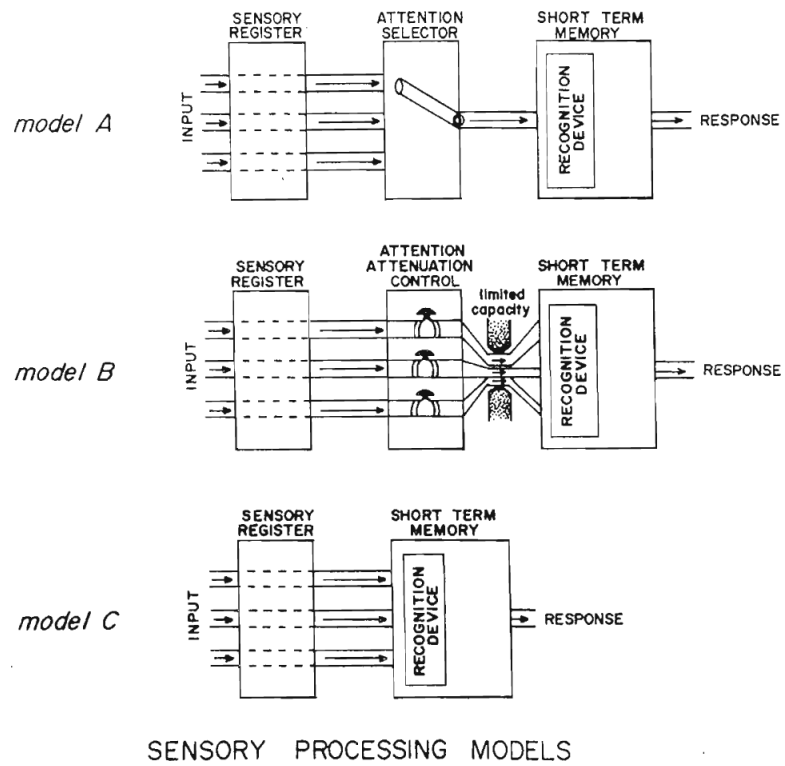 SENSORY
REGISTER
ATTENTION
SELECTOR
SHORT TERM
MEMORY
model A
INPUT
RECOGNITION
DEVICE
RESPONSE
SENSORY
REGISTER
ATTENTION
ATTENUATION
CONTROL
limited
capacity
SHORT TERM
MEMORY
model B
INPUT
RECOGNITION
DEVICE
RESPONSE
SENSORY
REGISTER
SHORT TERM
MEMORY
model C
INPUT
RECOGNITION
DEVICE
RESPONSE
SENSORY PROCESSING MODELS